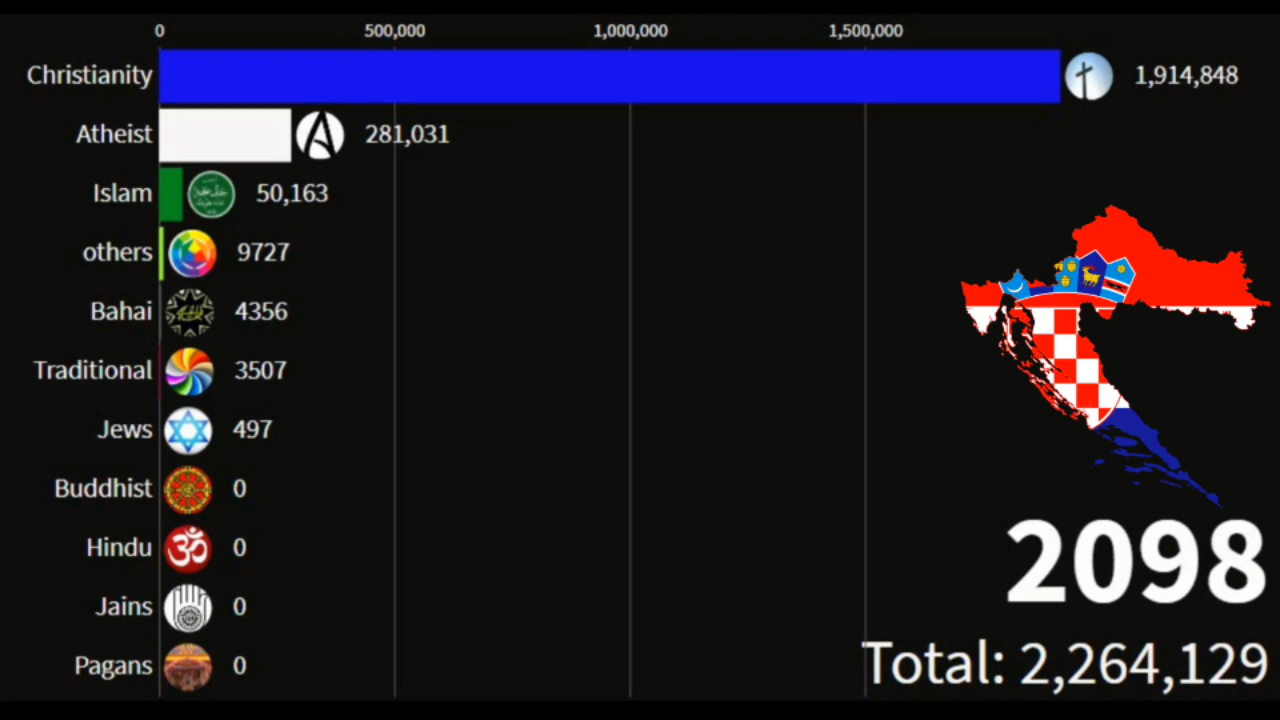 0 500,000 1,000,000 1,500,000
Christianity 1,914,848
Atheist 281,031
Islam 50,163
others 9727
Bahai 4356
Traditional 3507
Jews 497
Buddhist 0
Hindu 0
Jains 0
Pagans 0
2098
Total: 2,264,129